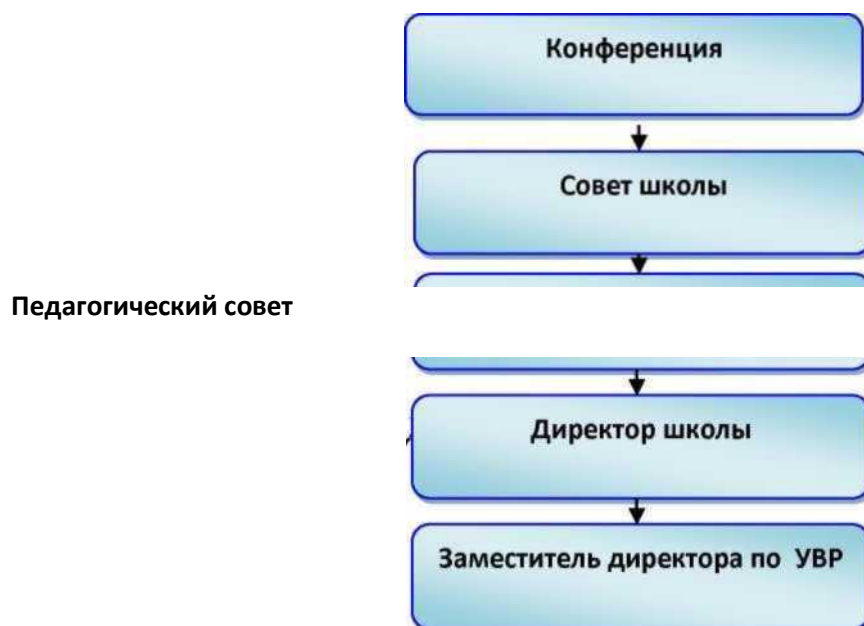 Конференция
Совет школы
Педагогический совет
Директор школы
Заместитель директора по УВР